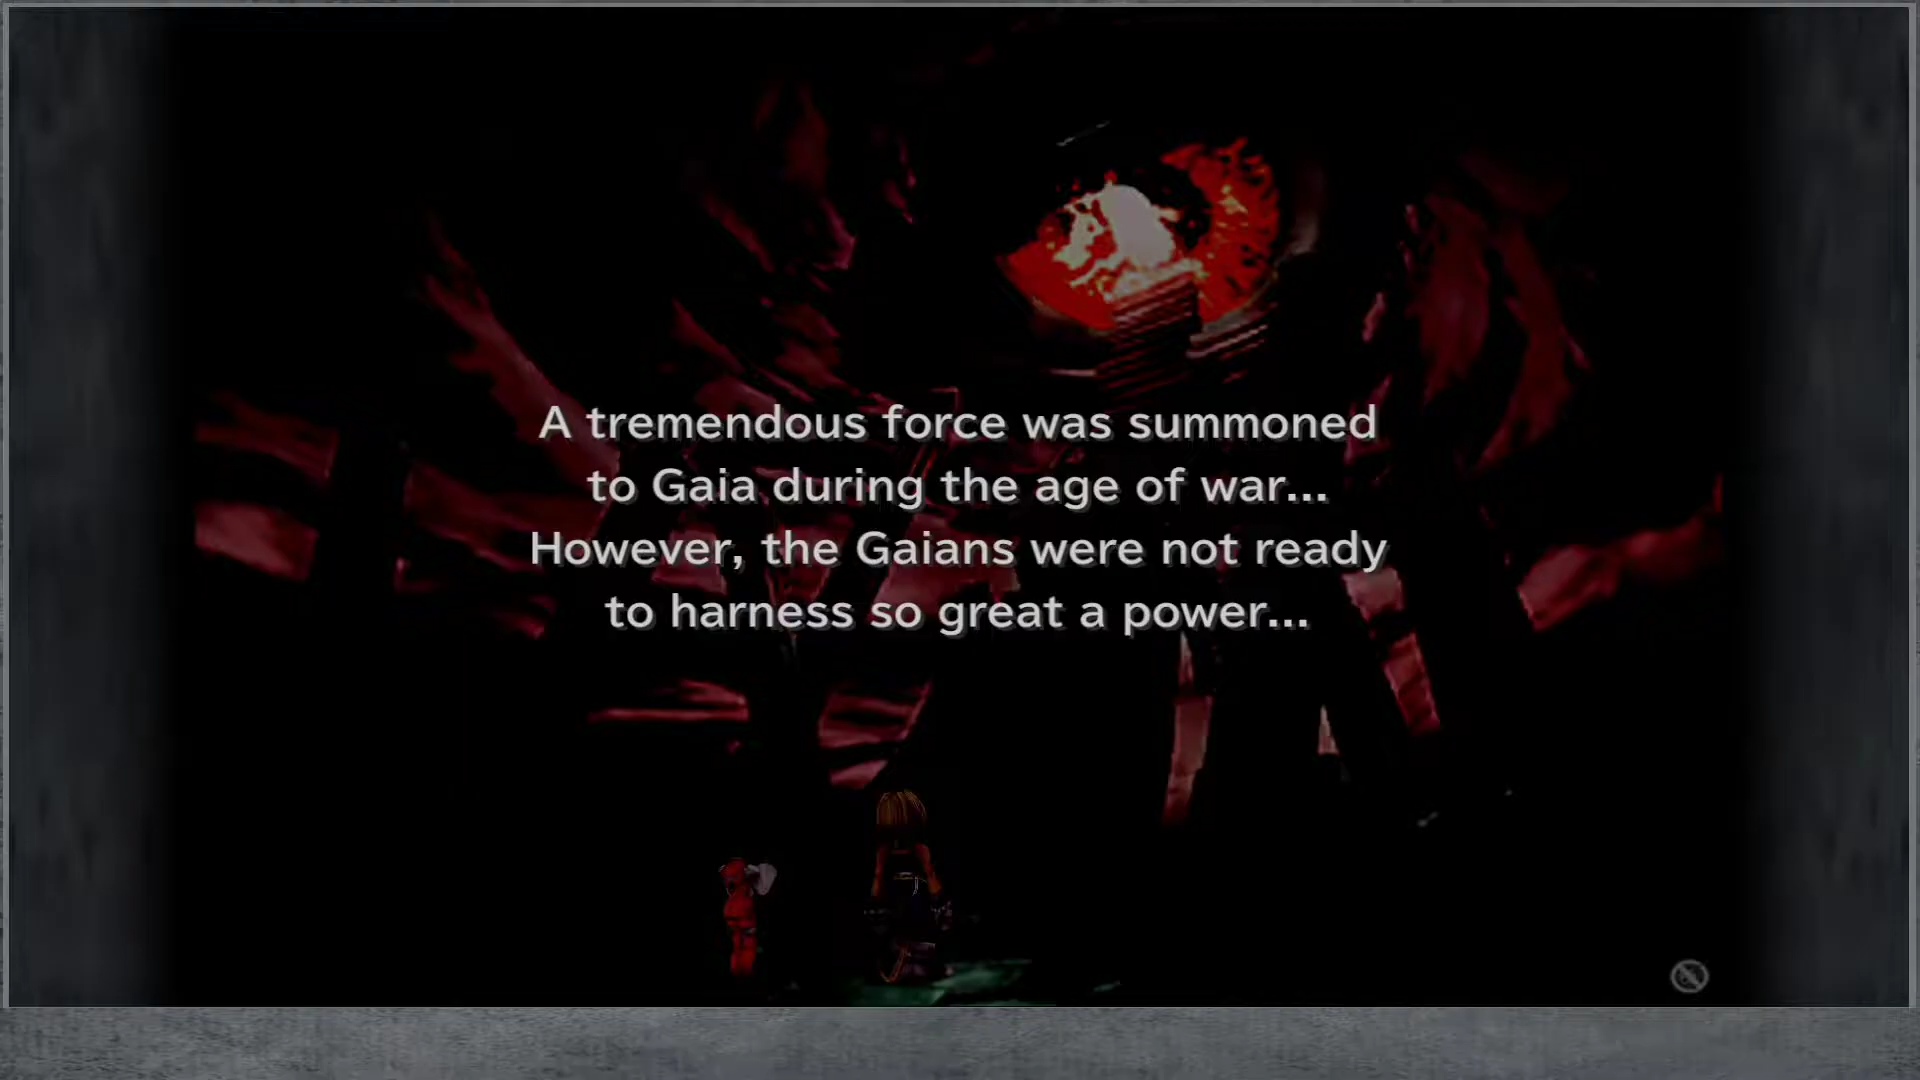 A tremendous force was summoned
to Gaia during the age of war...
However, the Gaians were not ready
to harness so great a power...